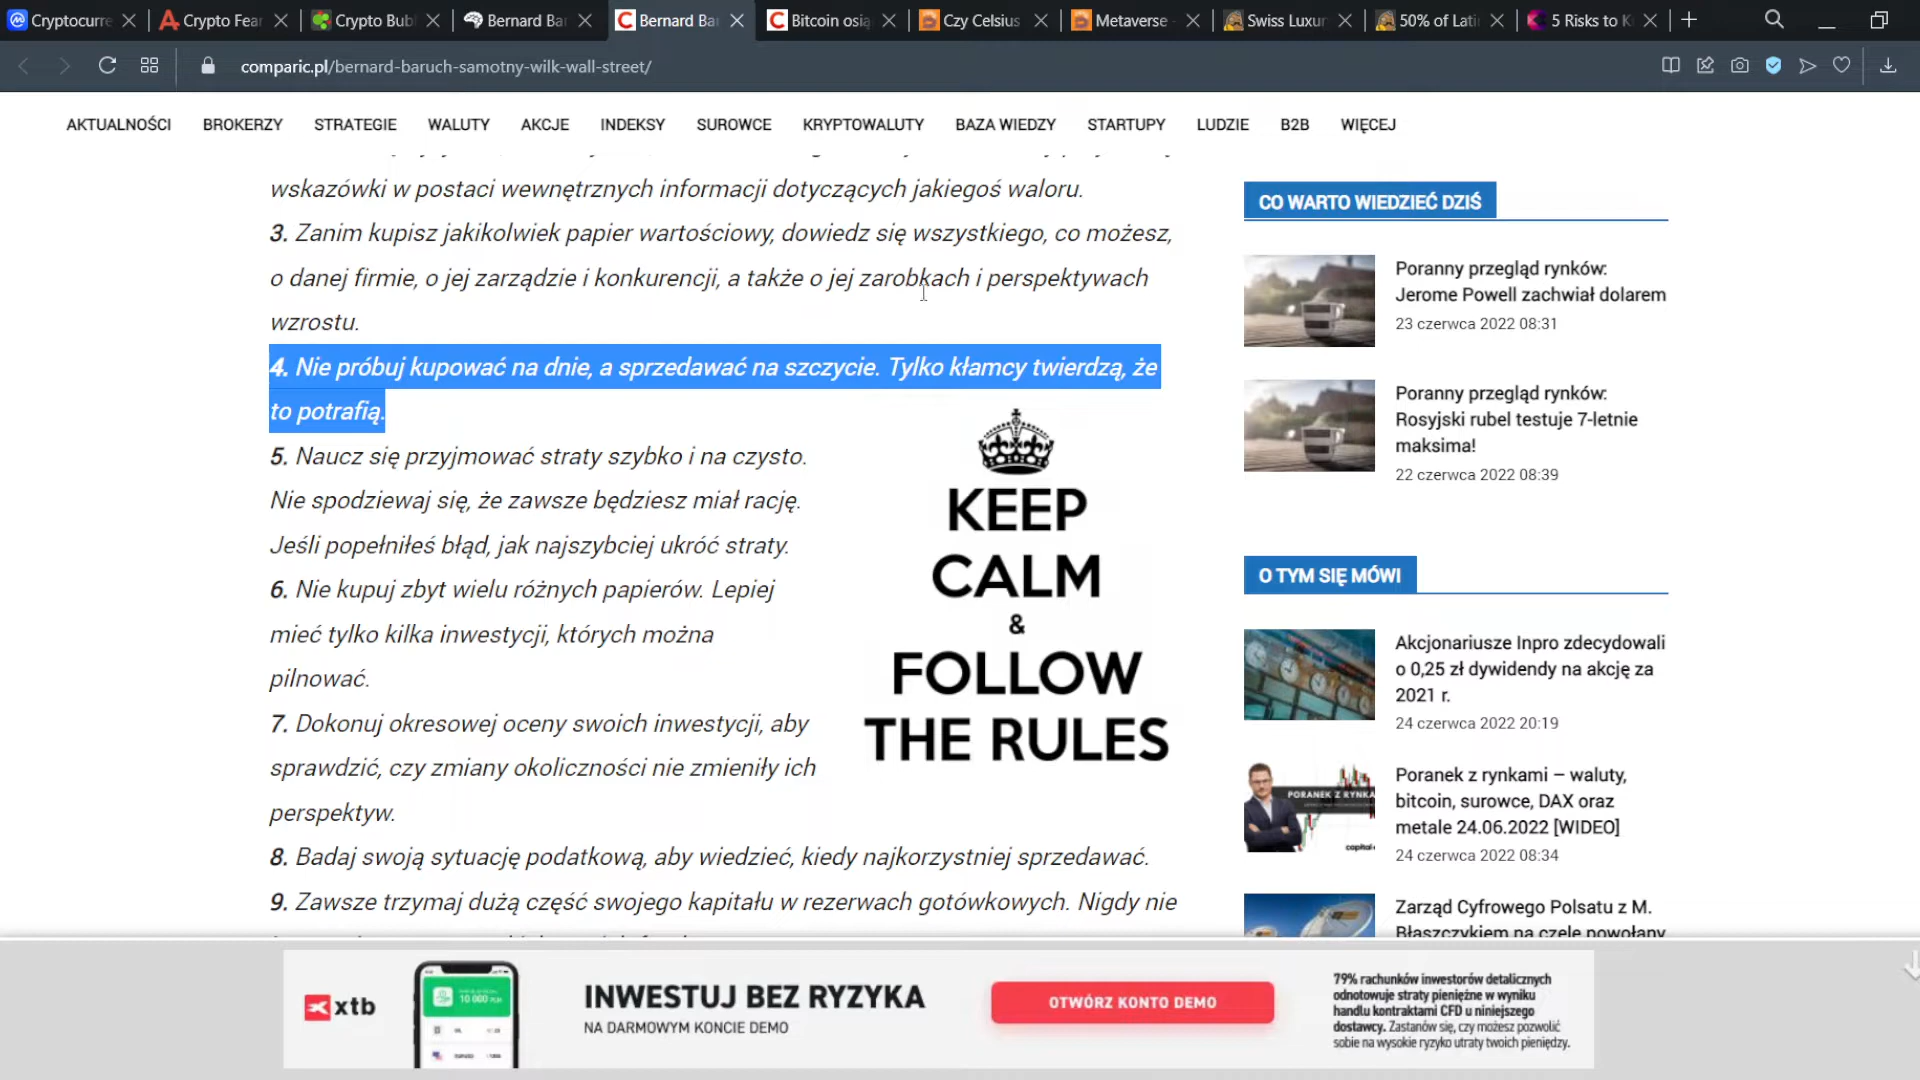 Cryptocurre
Crypto Fear
Crypto Bub
Bernard Bar
Bernard Bar
Bitcoin osią
Czy Celsius
Metaverse -
Swiss Luxur
50% of Lati
5 Risks to K
comparic.pl/bernard-baruch-samotny-wilk-wall-street/
AKTUALNOŚCI BROKERZY STRATEGIE WALUTY AKCJE INDEKSY SUROWCE KRYPTOWALUTY BAZA WIEDZY STARTUPY LUDZIE B2B WIĘCEJ
wskazówki w postaci wewnętrznych informacji dotyczących jakiegoś waloru.
3. Zanim kupisz jakikolwiek papier wartościowy, dowiedz się wszystkiego, co możesz,
o danej firmie, o jej zarządzie i konkurencji, a także o jej zarobkach i perspektywach
wzrostu.
4. Nie próbuj kupować na dnie, a sprzedawać na szczycie. Tylko kłamcy twierdzą, że
to potrafią.
5. Naucz się przyjmować straty szybko i na czysto.
Nie spodziewaj się, że zawsze będziesz miał rację.
Jeśli popełniłeś błąd, jak najszybciej ukróć straty.
6. Nie kupuj zbyt wielu różnych papierów. Lepiej
mieć tylko kilka inwestycji, których można
pilnować.
7. Dokonuj okresowej oceny swoich inwestycji, aby
sprawdzić, czy zmiany okoliczności nie zmieniły ich
perspektyw.
8. Badaj swoją sytuację podatkową, aby wiedzieć, kiedy najkorzystniej sprzedawać.
9. Zawsze trzymaj dużą część swojego kapitału w rezerwach gotówkowych. Nigdy nie
KEEP
CALM
&
FOLLOW
THE RULES
CO WARTO WIEDZIEĆ DZIŚ
Poranny przegląd rynków:
Jerome Powell zachwiał dolarem
23 czerwca 2022 08:31
Poranny przegląd rynków:
Rosyjski rubel testuje 7-letnie
maksima!
22 czerwca 2022 08:39
O TYM SIĘ MÓWI
Akcjonariusze Inpro zdecydowali
o 0,25 zł dywidendy na akcję za
2021 r.
24 czerwca 2022 20:19
PORANEK Z RYNKA
Poranek z rynkami – waluty,
bitcoin, surowce, DAX oraz
metale 24.06.2022 [WIDEO]
24 czerwca 2022 08:34
Zarząd Cyfrowego Polsatu z M.
Błaszczykiem na czele powołany
xtb
10 000
INWESTUJ BEZ RYZYKA
NA DARMOWYM KONCIE DEMO
OTWÓRZ KONTO DEMO
79% rachunków inwestorów detalicznych
odnotowuje straty pieniężne w wyniku
handlu kontraktami CFD u niniejszego
dostawcy. Zastanów się, czy możesz pozwolić
sobie na wysokie ryzyko utraty twoich pieniędzy.